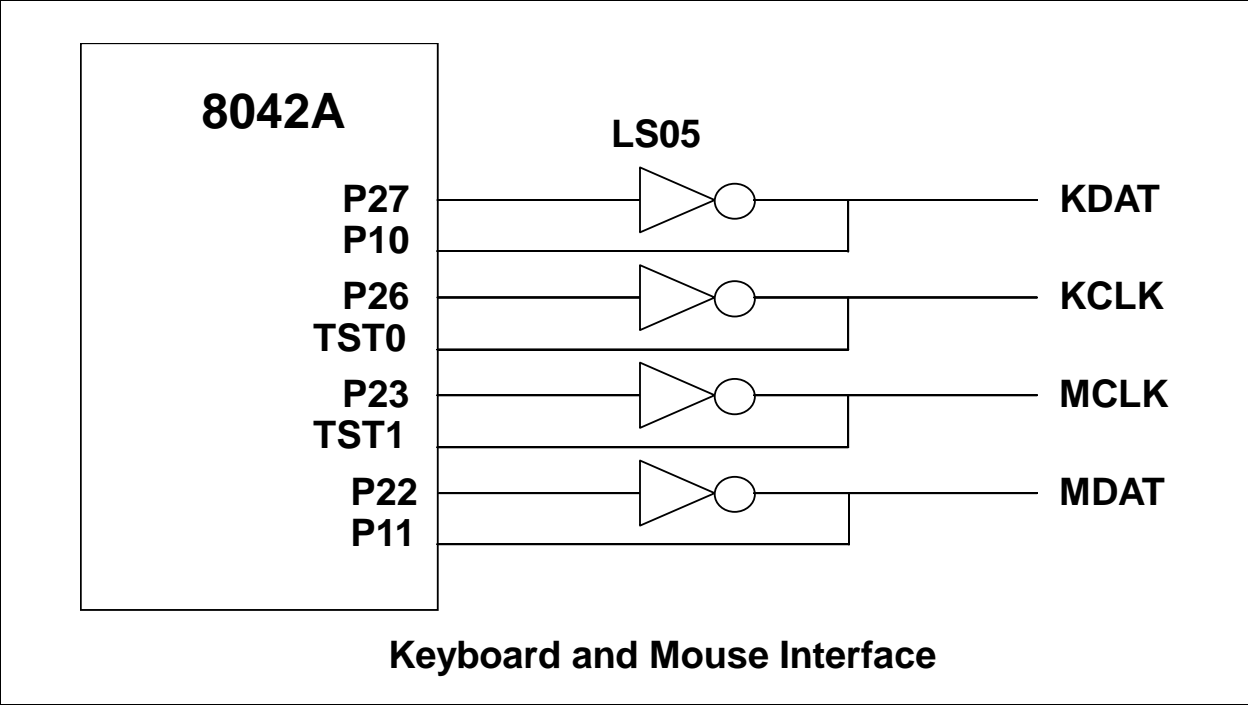 8042A
LS05
P27
KDAT
P10
P26
KCLK
TST0
P23
MCLK
TST1
P22
MDAT
P11
Keyboard and Mouse Interface